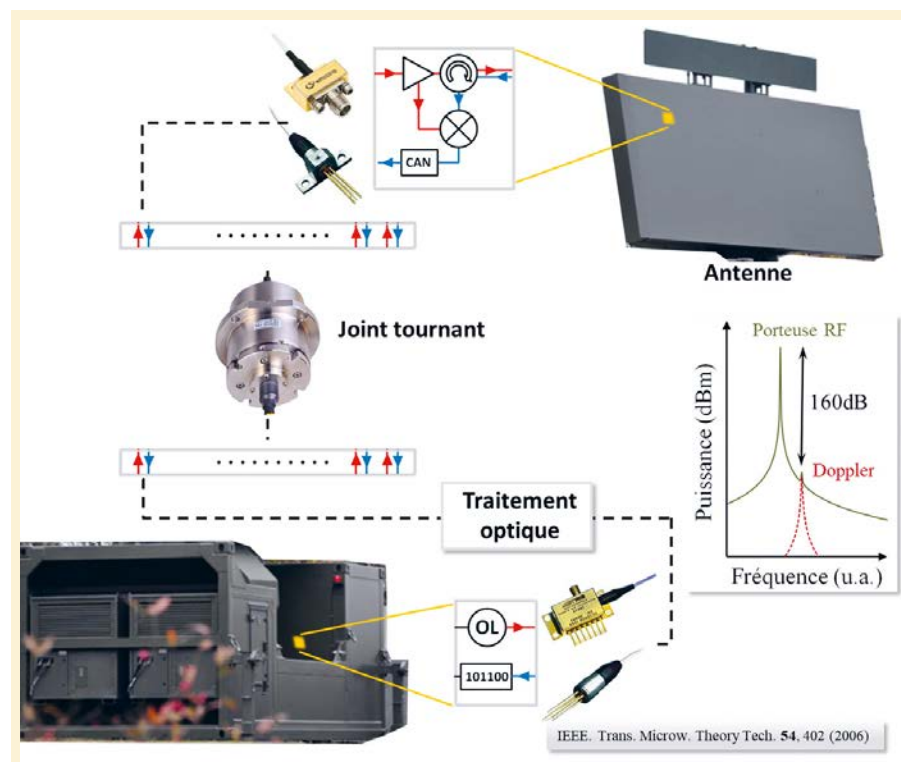 CAN
Antenne
Joint tournant
Porteuse RF
160dB
Doppler
Puissance (dBm)
Fréquence (u.a.)
Traitement
optique
OL
101100
IEEE. Trans. Microw. Theory Tech. 54, 402 (2006)